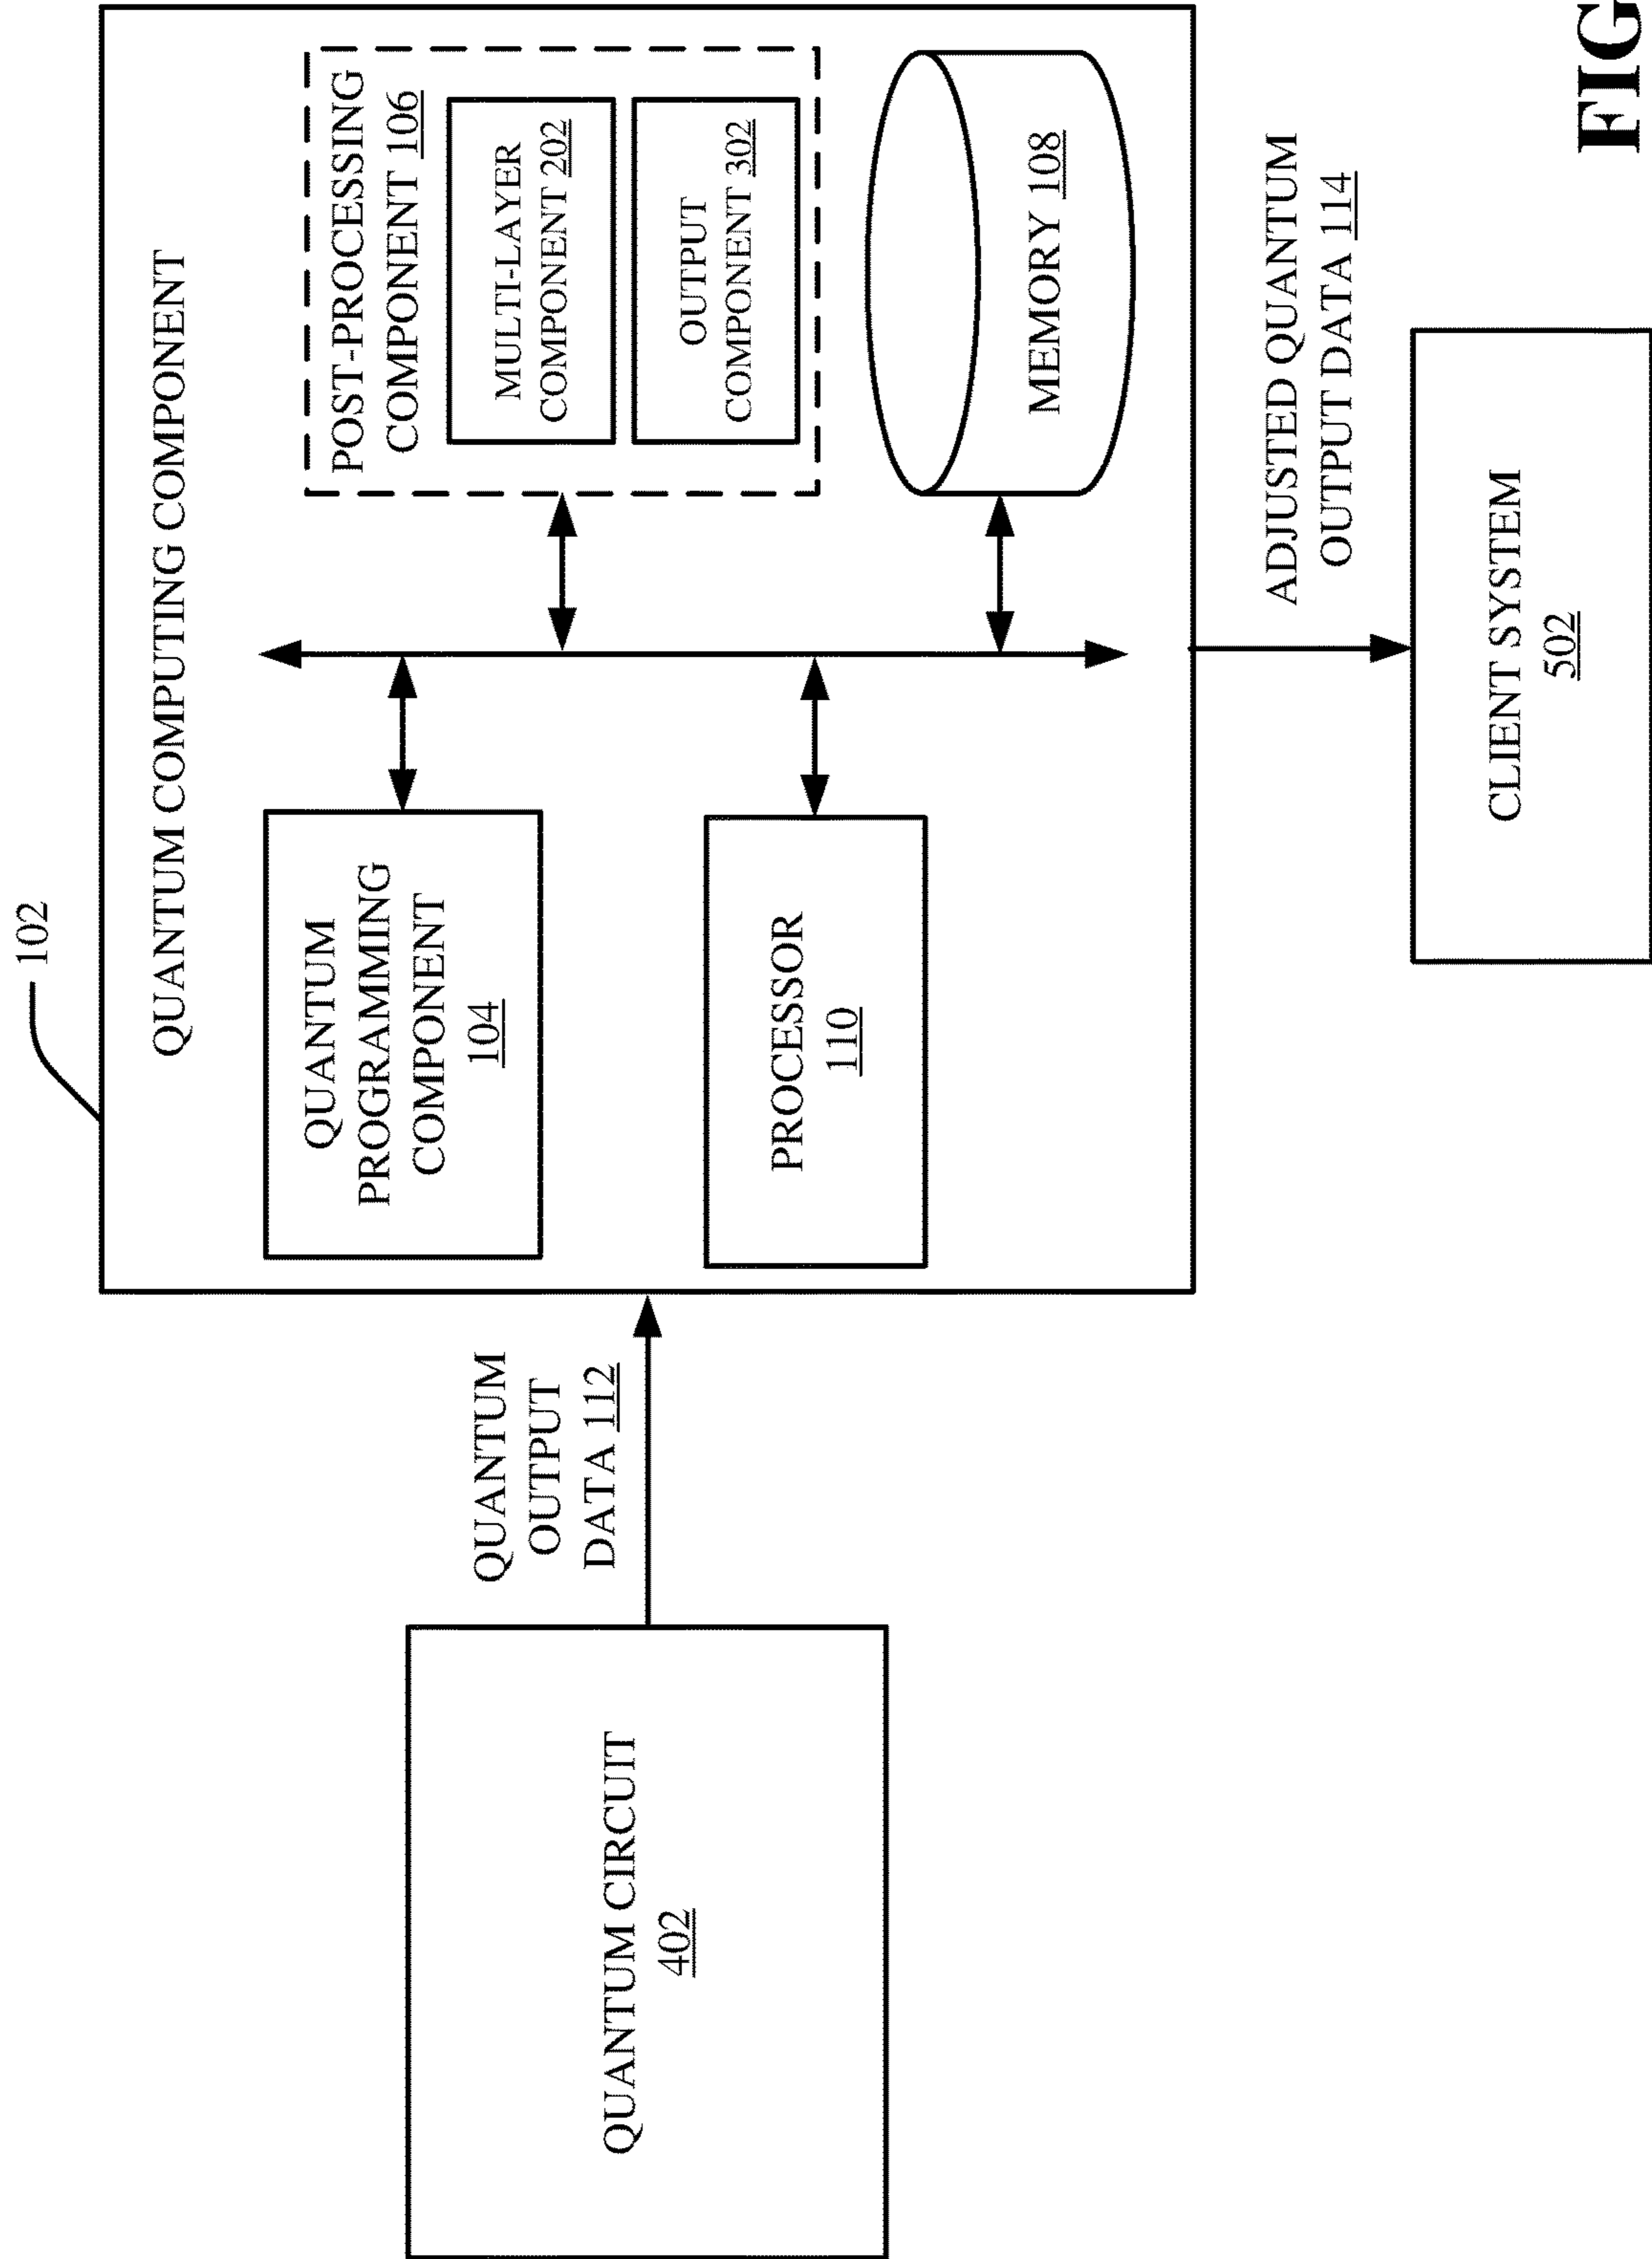 102
QUANTUM COMPUTING COMPONENT
QUANTUM
PROGRAMMING
COMPONENT
104
POST-PROCESSING
COMPONENT 106
MULTI-LAYER
COMPONENT 202
OUTPUT
COMPONENT 302
PROCESSOR
110
MEMORY 108
QUANTUM
OUTPUT
DATA 112
QUANTUM CIRCUIT
402
ADJUSTED QUANTUM
OUTPUT DATA 114
CLIENT SYSTEM
502
FIG